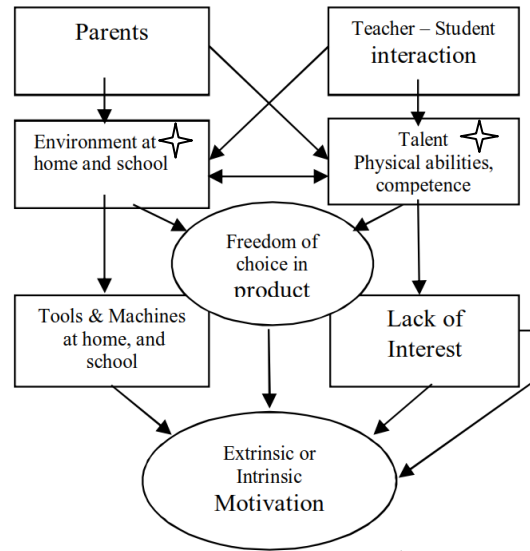 Parents
Teacher – Student
interaction
Environment at
home and school
Talent
Physical abilities,
competence
Freedom of
choice in
product
Tools & Machines
at home, and
school
Lack of
Interest
Extrinsic or
Intrinsic
Motivation